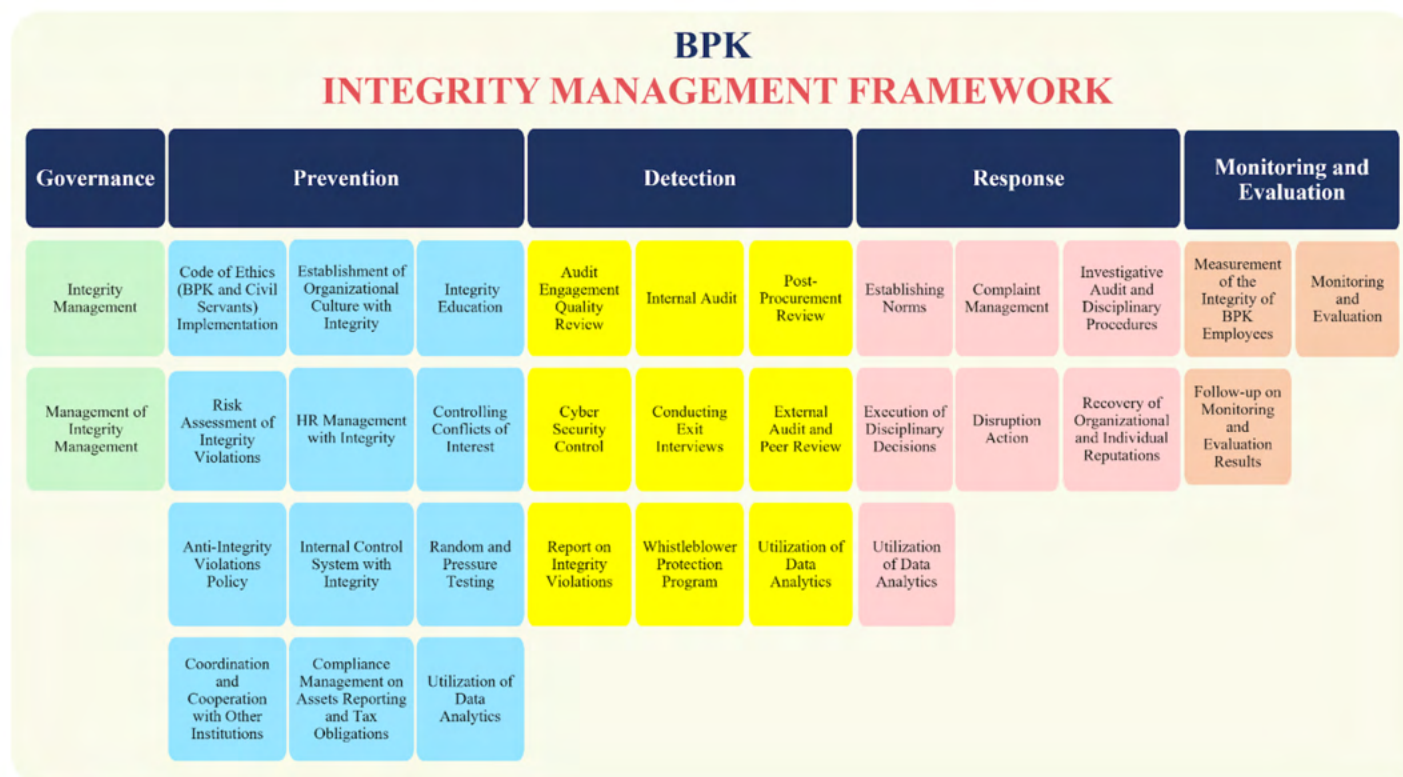 BPK
INTEGRITY MANAGEMENT FRAMEWORK
Governance
Prevention
Detection
Response
Monitoring and
Evaluation
Integrity
Management
Code of Ethics
(BPK and Civil
Servants)
Implementation
Establishment of
Organizational
Culture with
Integrity
Integrity
Education
Audit
Engagement
Quality
Review
Internal Audit
Post-
Procurement
Review
Establishing
Norms
Complaint
Management
Investigative
Audit and
Disciplinary
Procedures
Measurement
of the
Integrity of
BPK
Employees
Monitoring
and
Evaluation
Management of
Integrity
Management
Risk
Assessment of
Integrity
Violations
HR Management
with Integrity
Controlling
Conflicts of
Interest
Cyber
Security
Control
Conducting
Exit
Interviews
External
Audit and
Peer Review
Execution of
Disciplinary
Decisions
Disruption
Action
Recovery of
Organizational
and Individual
Reputations
Follow-up on
Monitoring
and
Evaluation
Results
Anti-Integrity
Violations
Policy
Internal Control
System with
Integrity
Random and
Pressure
Testing
Report on
Integrity
Violations
Whistleblower
Protection
Program
Utilization of
Data
Analytics
Utilization
of Data
Analytics
Coordination
and
Cooperation
with Other
Institutions
Compliance
Management on
Assets Reporting
and Tax
Obligations
Utilization of
Data
Analytics